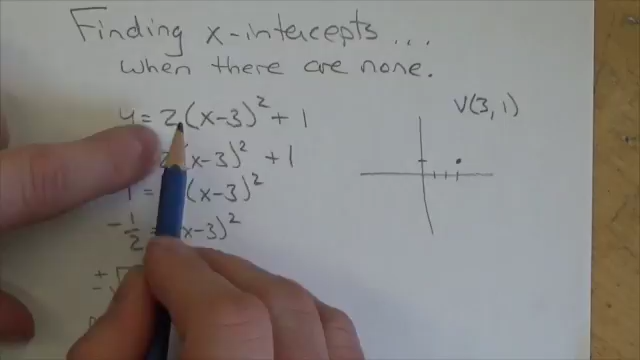 Finding x-intercepts...
when there are none.
y = 2(x-3)² + 1
V(3, 1)
(x-3)² + 1
(x-3)²
-1/2 = (x-3)²
±√